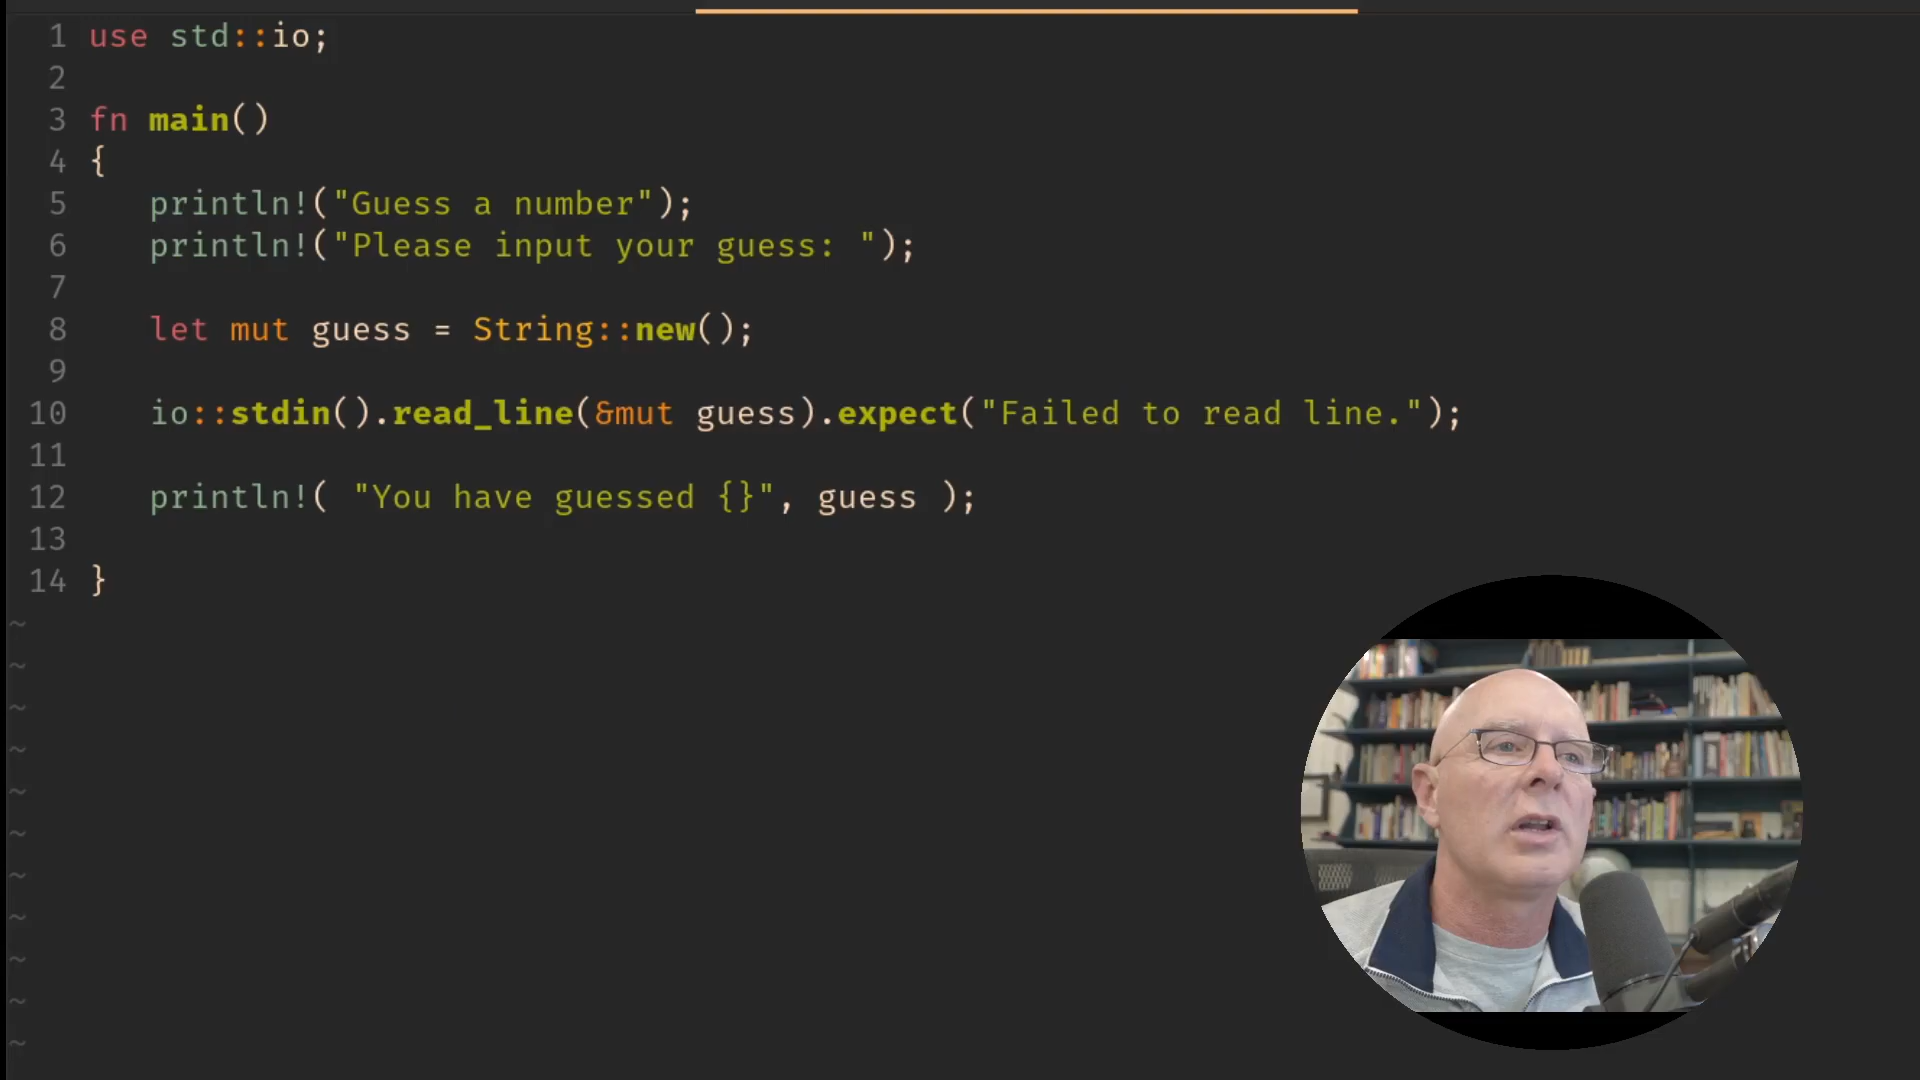 1 use std::io;
2
3 fn main()
4 {
5    println!("Guess a number");
6    println!("Please input your guess: ");
7
8    let mut guess = String::new();
9
10    io::stdin().read_line(&mut guess).expect("Failed to read line.");
11
12    println!( "You have guessed {}", guess );
13
14 }
~
~
~
~
~
~
~
~
~
~
~